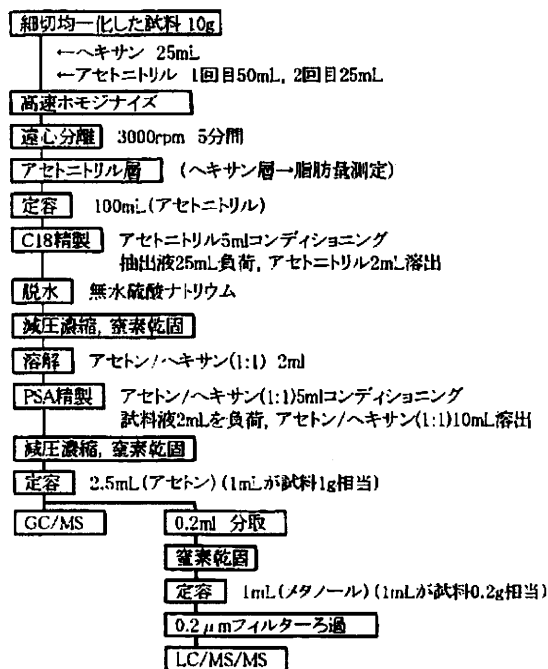 細切均一化した試料 10g
←ヘキサン 25mL
←アセトニトリル 1回目50mL, 2回目25mL
高速ホモジナイズ
遠心分離 3000rpm 5分間
アセトニトリル層 (ヘキサン層→脂肪量測定)
定容 100mL(アセトニトリル)
C18精製 アセトニトリル5mlコンディショニング
抽出液25mL負荷, アセトニトリル2mL溶出
脱水 無水硫酸ナトリウム
減圧濃縮, 窒素乾固
溶解 アセトン/ヘキサン(1:1) 2ml
PSA精製 アセトン/ヘキサン(1:1)5mlコンディショニング
試料液2mLを負荷, アセトン/ヘキサン(1:1)10mL溶出
減圧濃縮, 窒素乾固
定容 2.5mL(アセトン)(1mLが試料1g相当)
GC/MS 0.2ml 分取
窒素乾固
定容 1mL(メタノール)(1mLが試料0.2g相当)
0.2μmフィルターろ過
LC/MS/MS